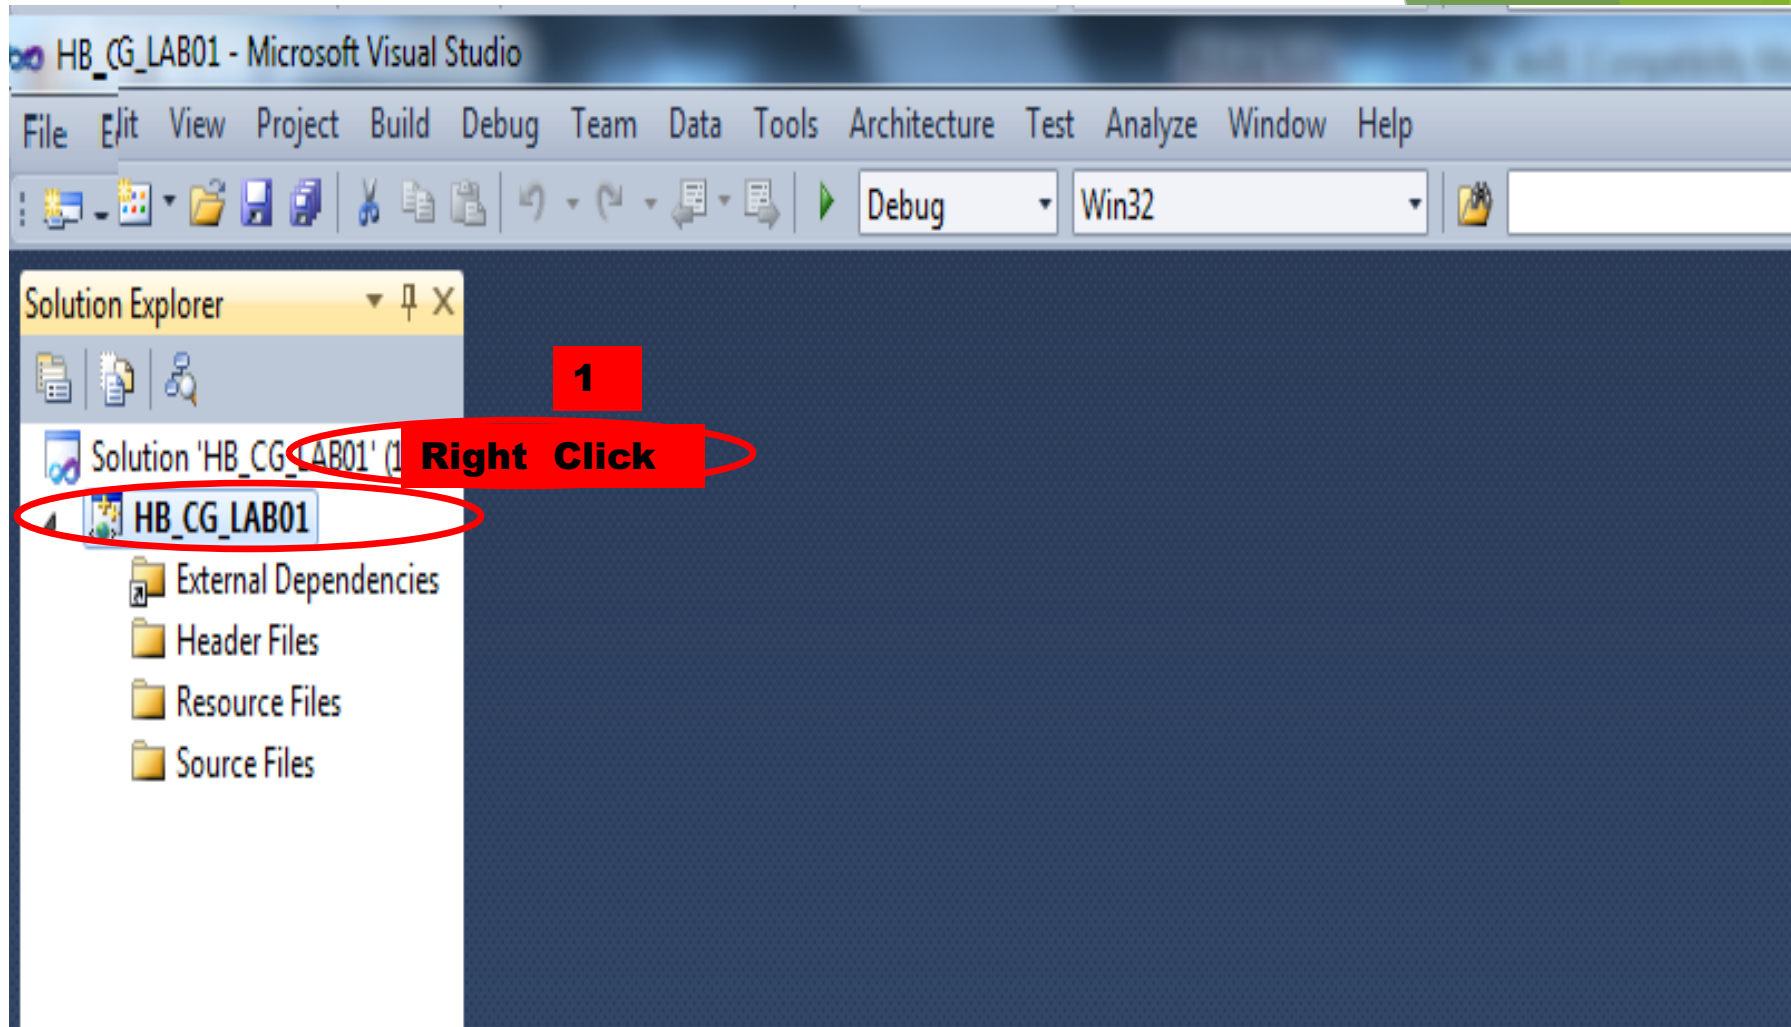 HB_CG_LAB01 - Microsoft Visual Studio
File Edit View Project Build Debug Team Data Tools Architecture Test Analyze Window Help
Debug Win32
Solution Explorer
1
Solution 'HB_CG_LAB01' (1
Right Click
HB_CG_LAB01
External Dependencies
Header Files
Resource Files
Source Files